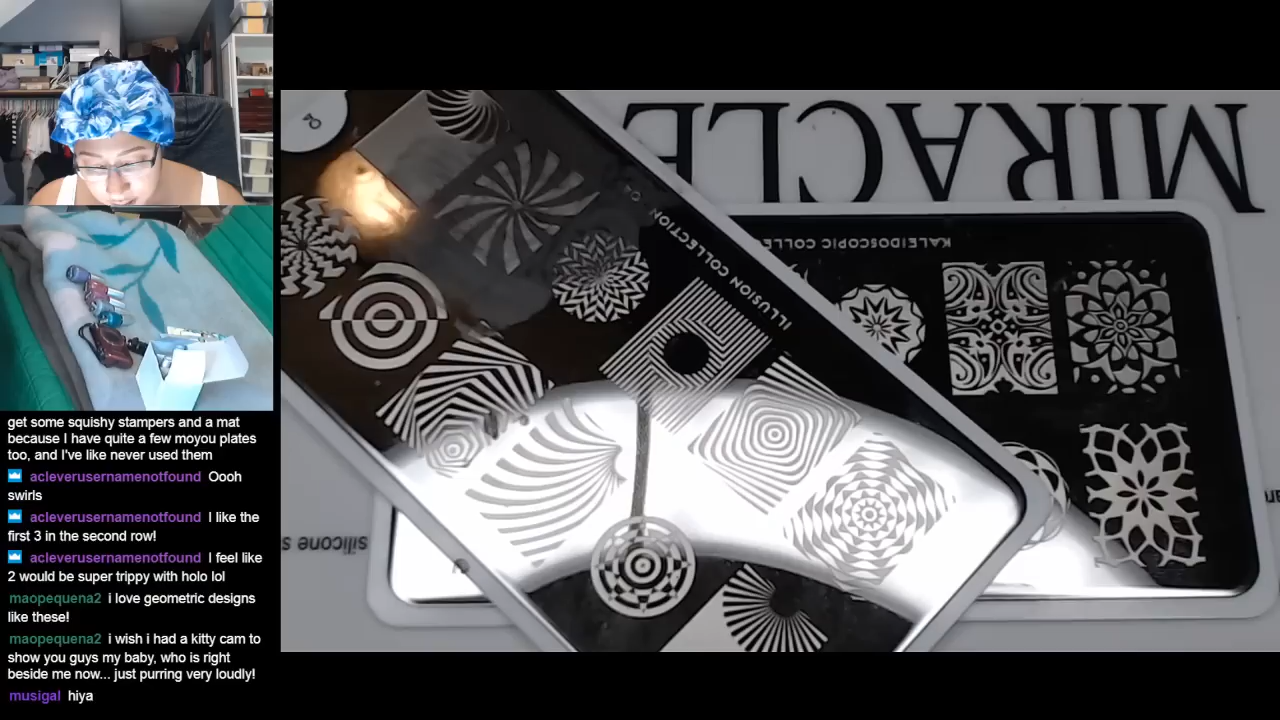 MIRACLE
ILLUSION COLLECTION
KALEIDOSCOPIC COLLE
silicone s
get some squishy stampers and a mat
because I have quite a few moyou plates
too, and I've like never used them
acleverusernamenotfound Oooh
swirls
acleverusernamenotfound I like the
first 3 in the second row!
acleverusernamenotfound I feel like
2 would be super trippy with holo lol
maopequena2 i love geometric designs
like these!
maopequena2 i wish i had a kitty cam to
show you guys my baby, who is right
beside me now... just purring very loudly!
musigal hiya